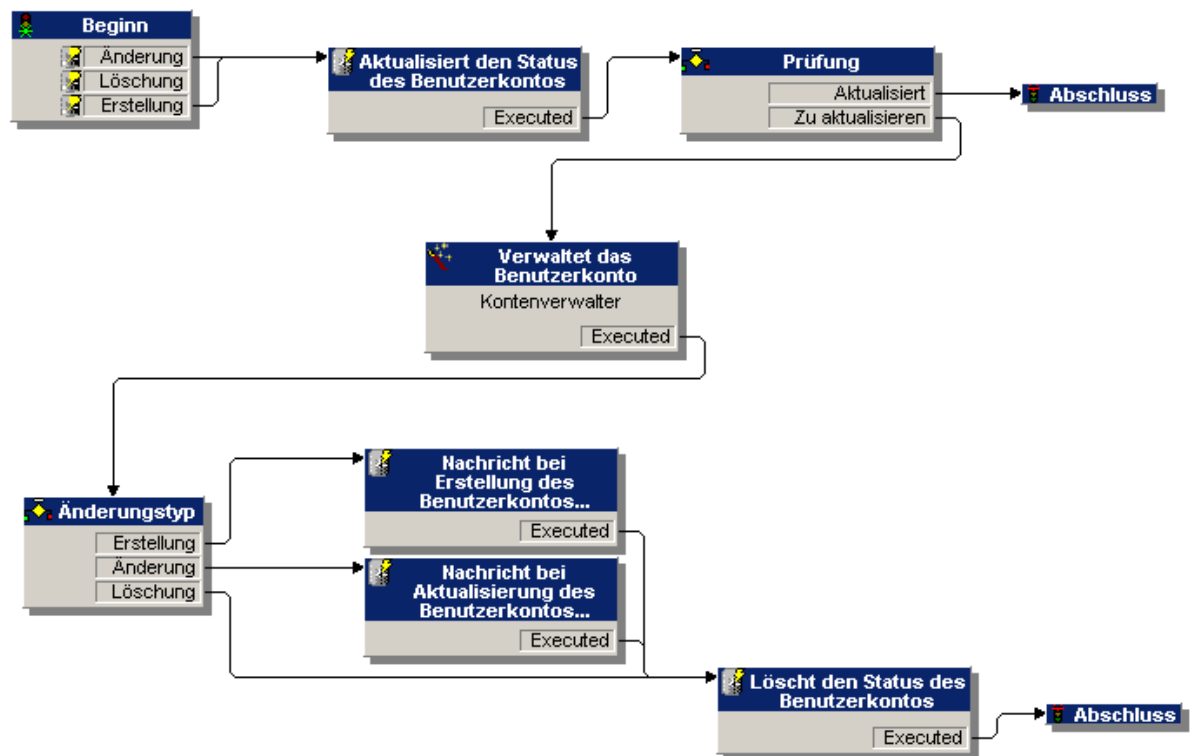 Beginn
Änderung
Löschung
Erstellung
Aktualisiert den Status
des Benutzerkontos
Executed
Prüfung
Aktualisiert
Zu aktualisieren
Abschluss
Verwaltet das
Benutzerkonto
Kontenverwalter
Executed
Änderungstyp
Erstellung
Änderung
Löschung
Nachricht bei
Erstellung des
Benutzerkontos...
Executed
Nachricht bei
Aktualisierung des
Benutzerkontos...
Executed
Löscht den Status des
Benutzerkontos
Executed
Abschluss